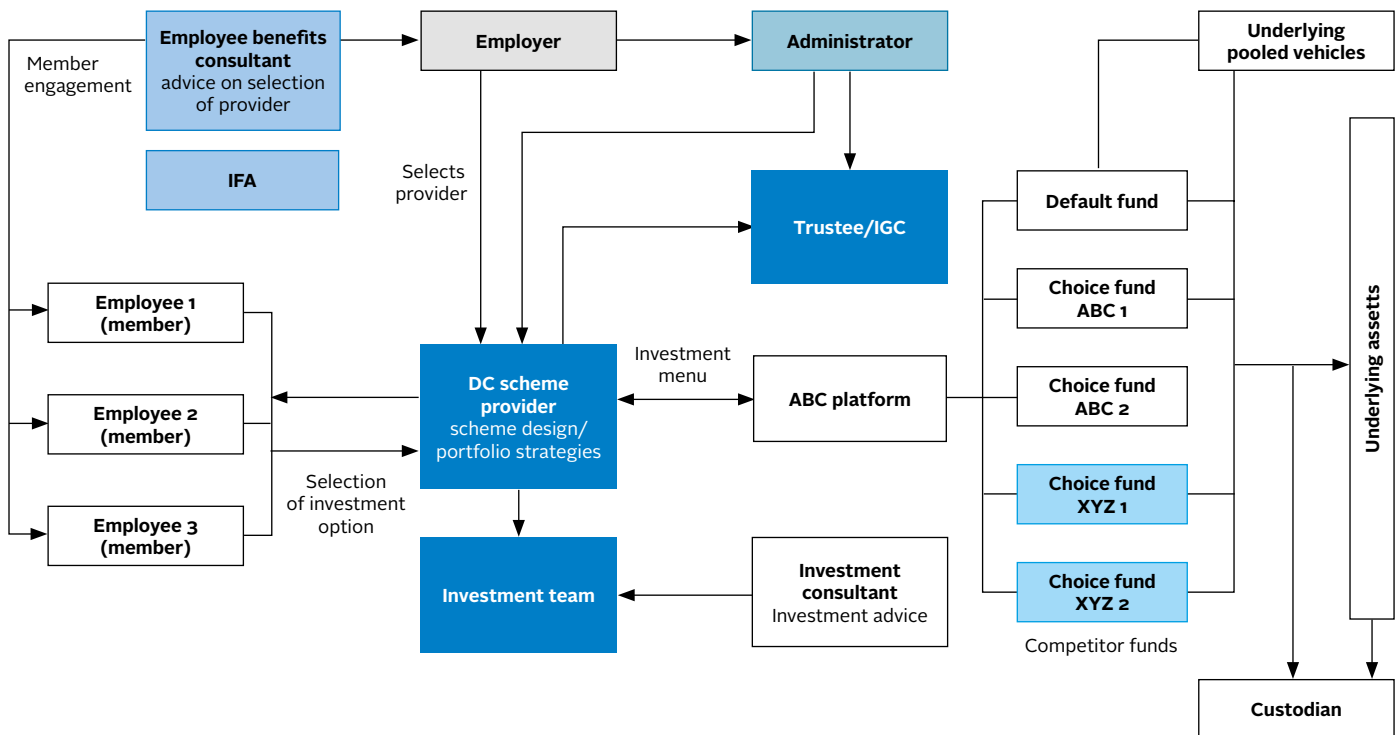 Employee benefits
consultant
advice on selection
of provider
Employer
Administrator
Underlying
pooled vehicles
Member
engagement
IFA
Selects
provider
Trustee/IGC
Default fund
Choice fund
ABC 1
Choice fund
ABC 2
Choice fund
XYZ 1
Choice fund
XYZ 2
Competitor funds
Underlying assetts
Employee 1
(member)
Employee 2
(member)
Employee 3
(member)
Selection
of investment
option
DC scheme
provider
scheme design/
portfolio strategies
Investment
menu
ABC platform
Investment team
Investment
consultant
Investment advice
Custodian